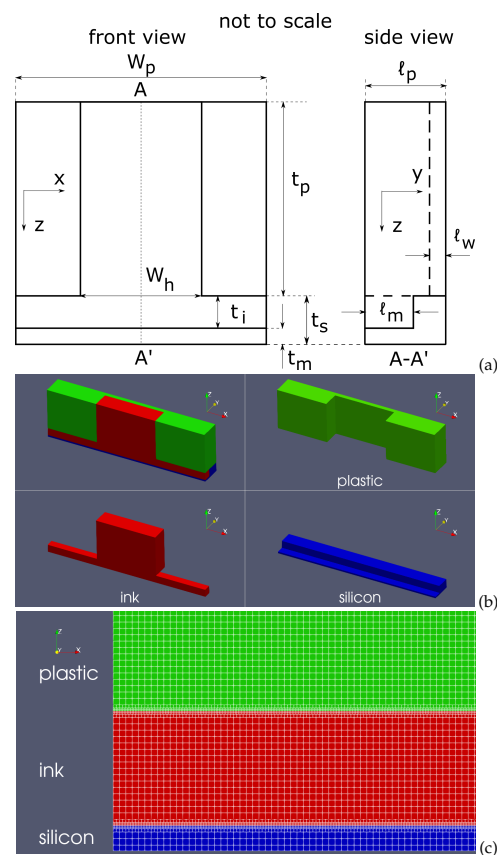 not to scale
front view
side view
W_p
A
ℓ_p
x
z
t_p
y
z
ℓ_w
W_h
t_i
t_s
ℓ_m
A'
t_m
A-A'
(a)
Z
Y
X
Z
Y
X
plastic
Z
Y
X
Z
Y
X
ink
silicon
(b)
Z
Y
X
plastic
ink
silicon
(c)